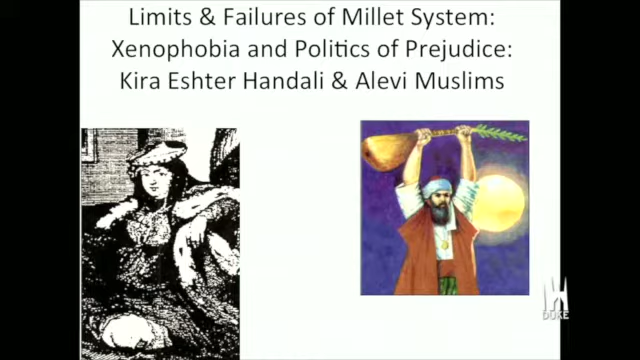 Limits & Failures of Millet System:
Xenophobia and Politics of Prejudice:
Kira Eshter Handali & Alevi Muslims
DUKE